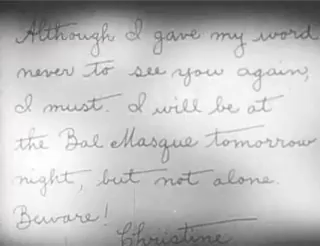 Although I gave my word
never to see you again,
I must. I will be at
the Bal Masque tomorrow
night, but not alone.
Beware!
Christine